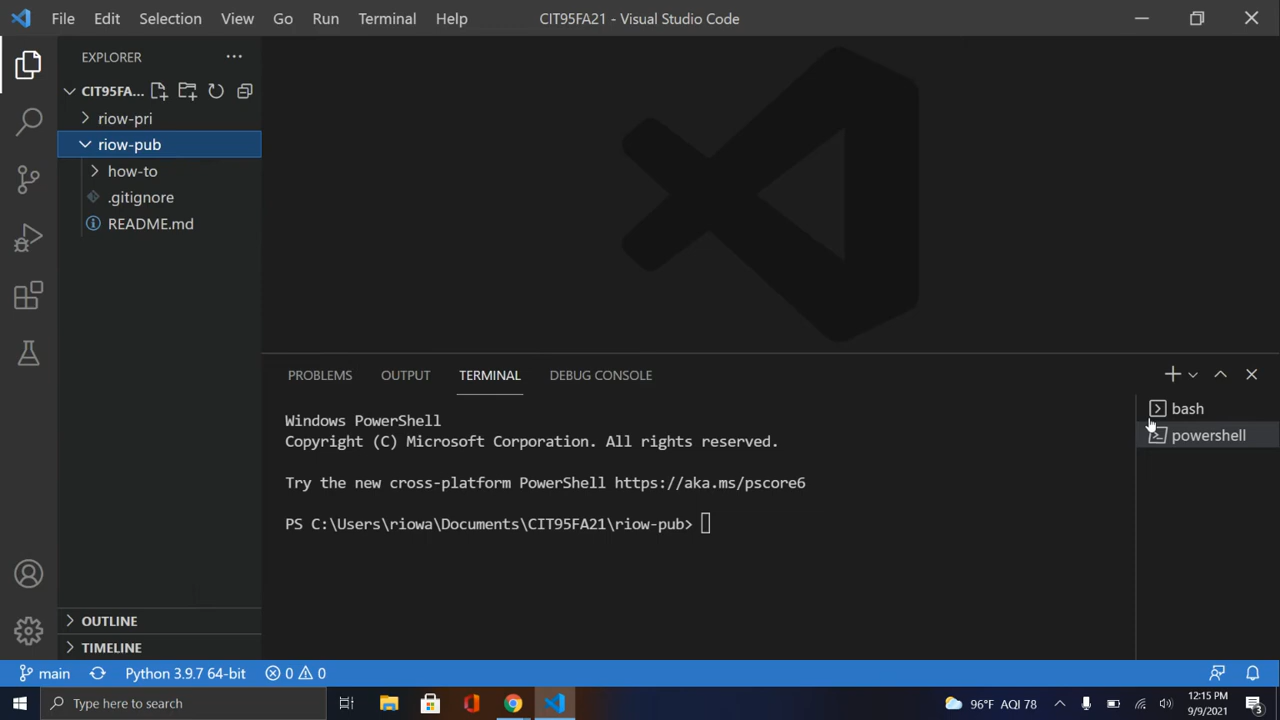 File Edit Selection View Go Run Terminal Help CIT95FA21 - Visual Studio Code
EXPLORER
CIT95FA...
riow-pri
riow-pub
how-to
.gitignore
README.md
PROBLEMS OUTPUT TERMINAL DEBUG CONSOLE
Windows PowerShell
Copyright (C) Microsoft Corporation. All rights reserved.
Try the new cross-platform PowerShell https://aka.ms/pscore6
PS C:\Users\riowa\Documents\CIT95FA21\riow-pub>
bash
powershell
OUTLINE
TIMELINE
main Python 3.9.7 64-bit 0 0
Type here to search
96°F AQI 78
12:15 PM
9/9/2021
3